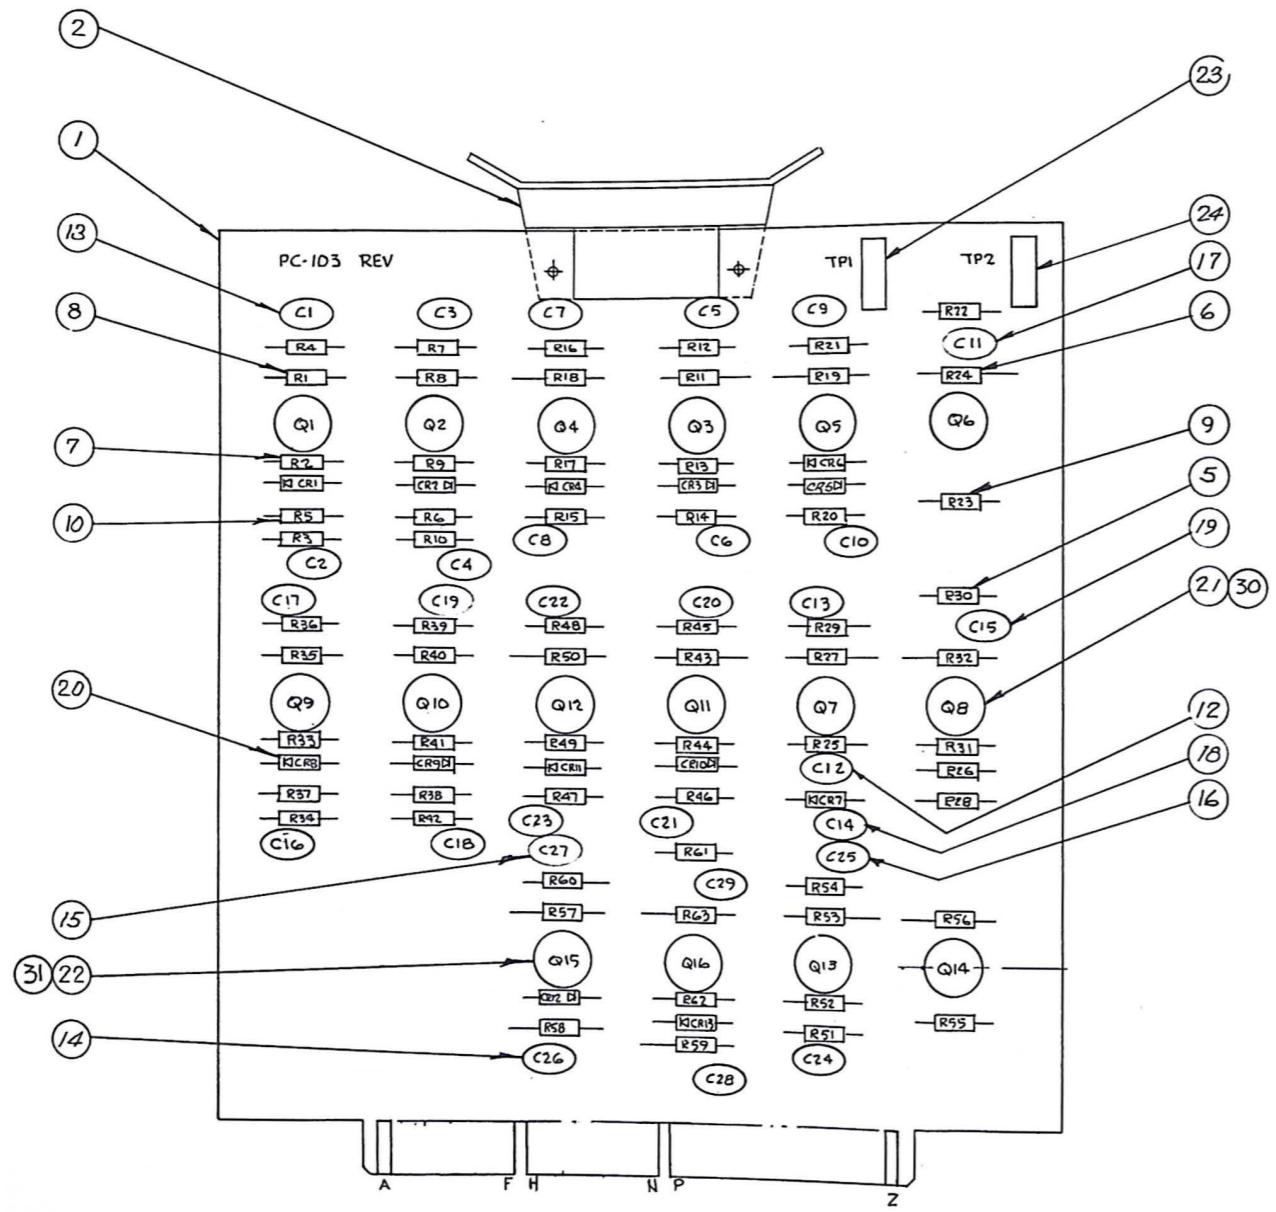 2
23
1
24
13
PC-103 REV
TP1
TP2
17
8
C1 C3 C7 C5 C9 R22
6
R4 R7 R16 R12 R21 C11
R1 R8 R18 R11 R19 R24
Q1 Q2 Q4 Q3 Q5 Q6
9
7
R2 R9 R17 R13 CR6
CR1 CR2 CR4 CR3 CR5
5
R23
10
R5 R6 R15 Q14 R20
19
R3 R10 C8 C6 C10
C2 C4
21 30
C17 C19 C22 C20 C13 R30
R36 R39 R48 R45 R29 C15
R35 R40 R50 R43 R27 R32
20
Q9 Q10 Q12 Q11 Q7 Q8
12
R33 R41 R49 R44 R25 R31
18
CR8 CR9 CR11 CR10 C12 R26
16
R37 R38 R47 R46 CR7 R28
R34 R42 C23 C21 C14
C16 C18 C27 R61 C25
R60 C29 R54
15
R57 R63 R53 R56
31 22
Q15 Q16 Q13 Q14
CR12 R62 R52
R58 CR13 R51 R55
14
R59
C26 C24
C28
A F H N P Z